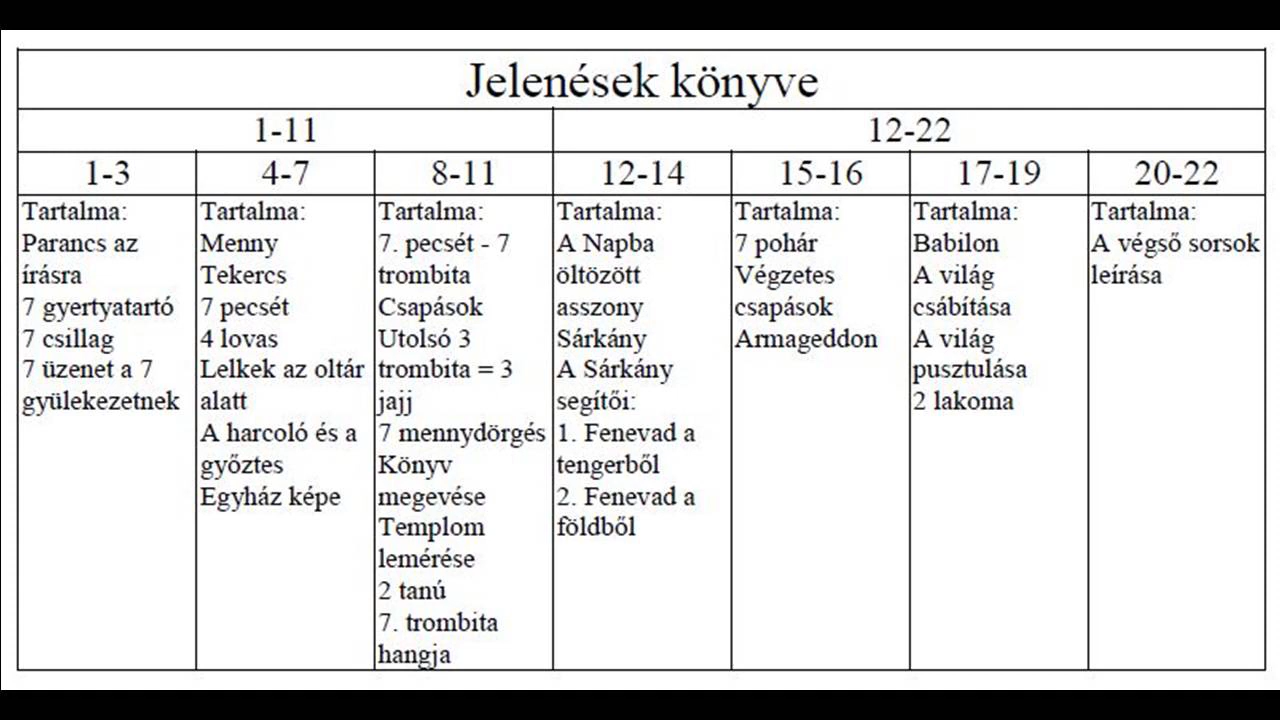 Jelenések könyve
1-11
12-22
1-3
4-7
8-11
12-14
15-16
17-19
20-22
Tartalma:
Parancs az
írásra
7 gyertyatartó
7 csillag
7 üzenet a 7
gyülekezetnek
Tartalma:
Menny
Tekercs
7 pecsét
4 lovas
Lelkek az oltár
alatt
A harcoló és a
győztes
Egyház képe
Tartalma:
7. pecsét - 7
trombita
Csapások
Utolsó 3
trombita = 3
jajj
7 mennydörgés
Könyv
megevése
Templom
lemérése
2 tanú
7. trombita
hangja
Tartalma:
A Napba
öltözött
asszony
Sárkány
A Sárkány
segítői:
1. Fenevad a
tengerből
2. Fenevad a
földből
Tartalma:
7 pohár
Végzetes
csapások
Armageddon
Tartalma:
Babilon
A világ
csábítása
A világ
pusztulása
2 lakoma
Tartalma:
A végső sorsok
leírása